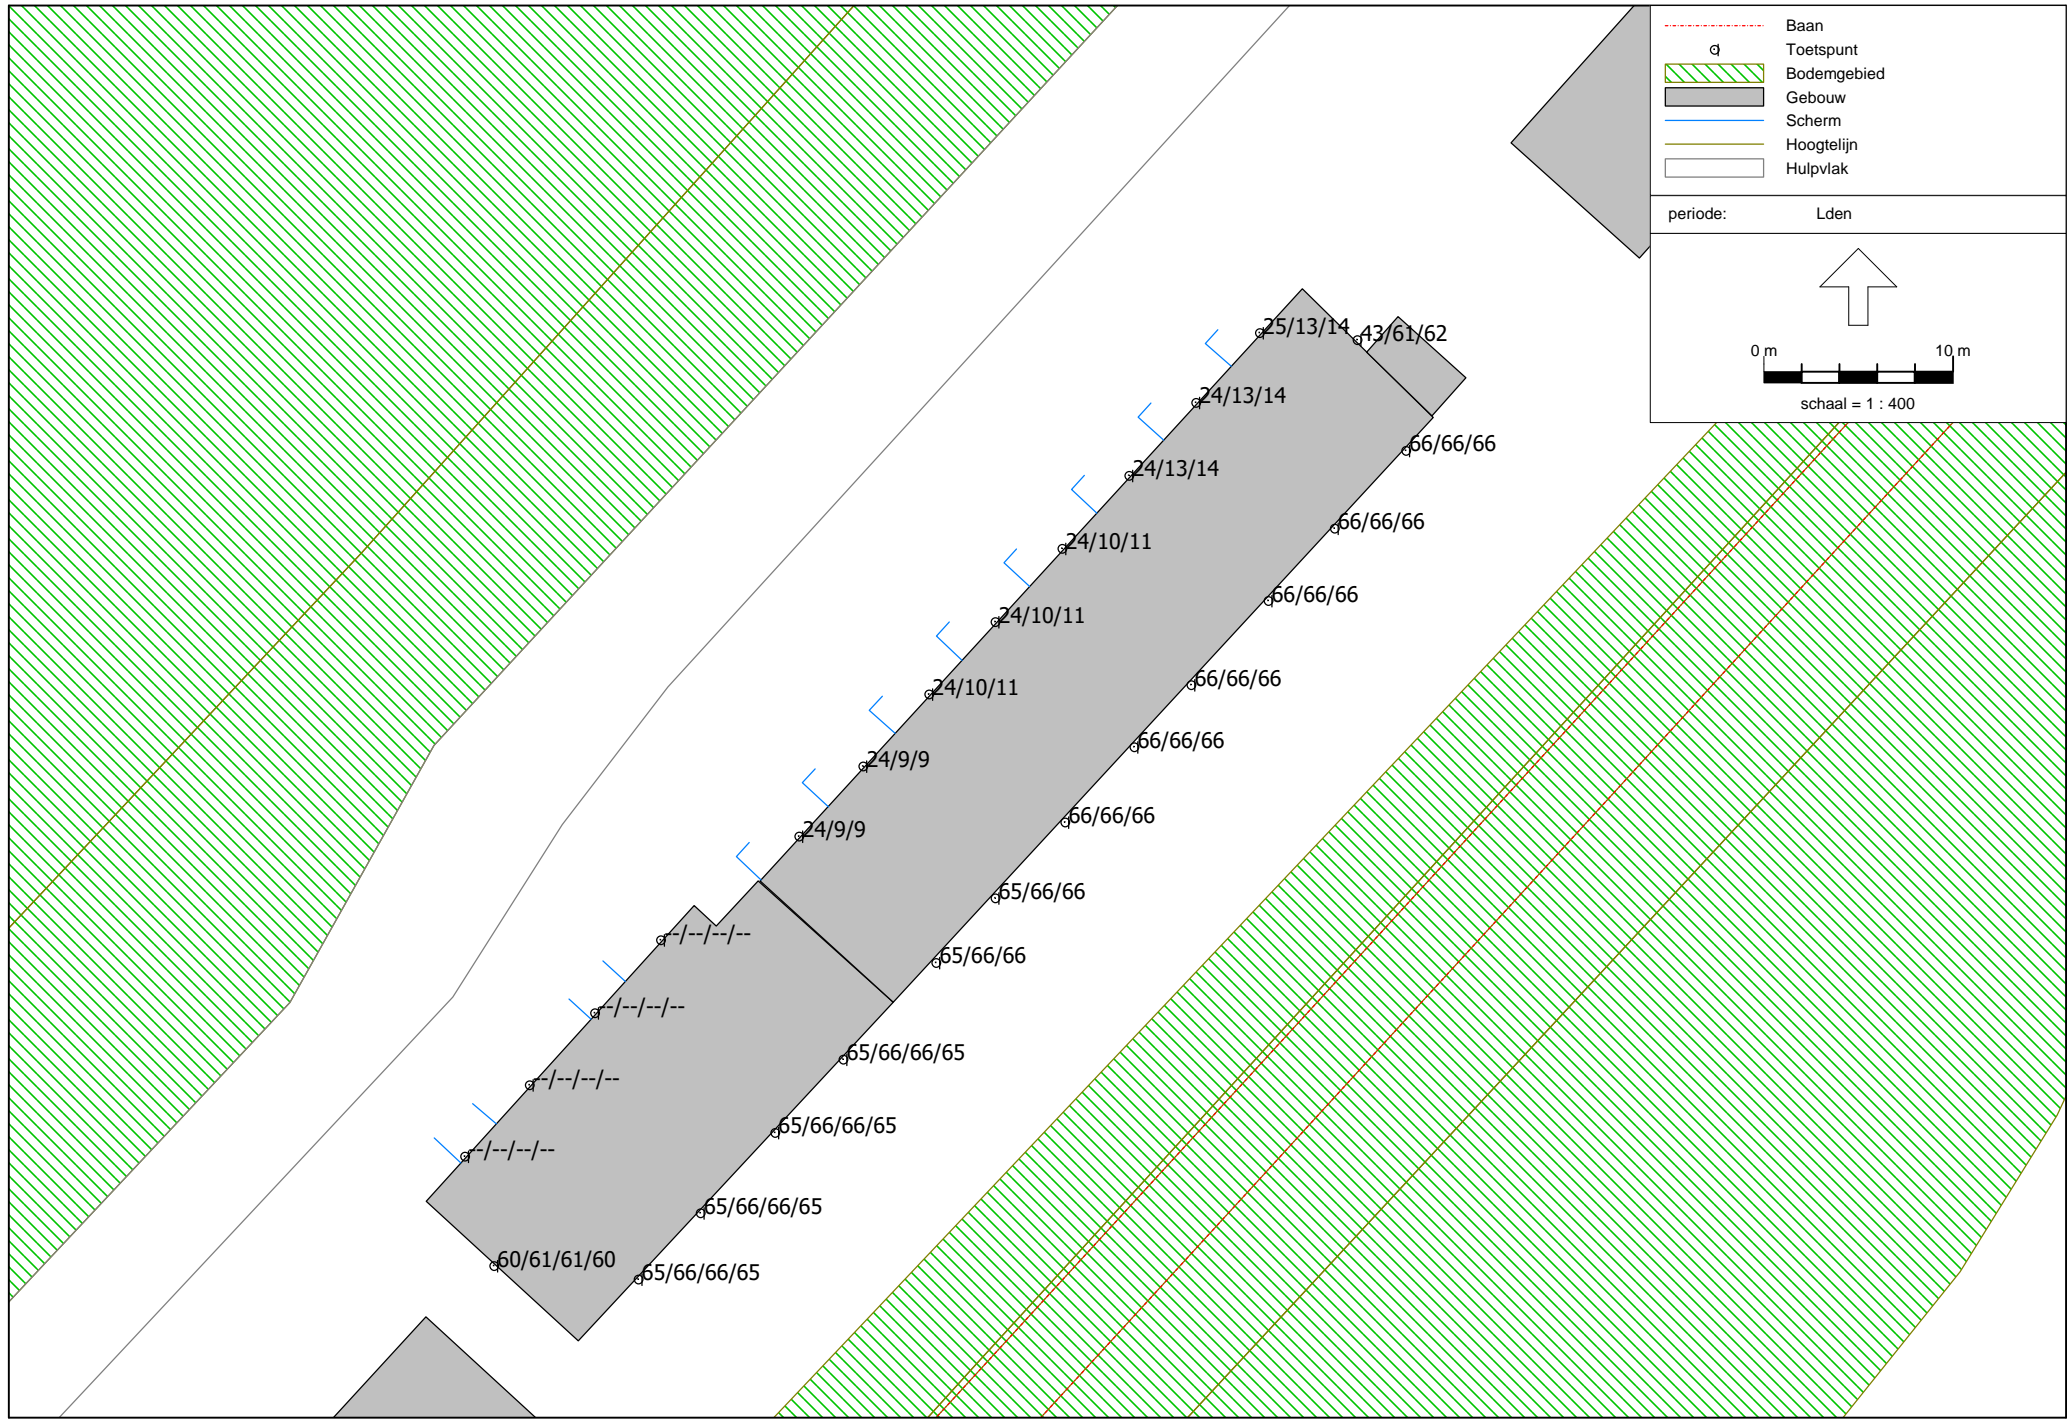 Baan
Toetspunt
Bodemgebied
Gebouw
Scherm
Hoogtelijn
Hulpvlak
periode: Lden
0 m 10 m
schaal = 1 : 400
25/13/14
43/61/62
24/13/14
66/66/66
24/13/14
66/66/66
24/10/11
66/66/66
24/10/11
66/66/66
24/10/11
66/66/66
24/9/9
66/66/66
24/9/9
65/66/66
--/--/--/--
65/66/66
--/--/--/--
65/66/66/65
--/--/--/--
65/66/66/65
--/--/--/--
65/66/66/65
60/61/61/60
65/66/66/65